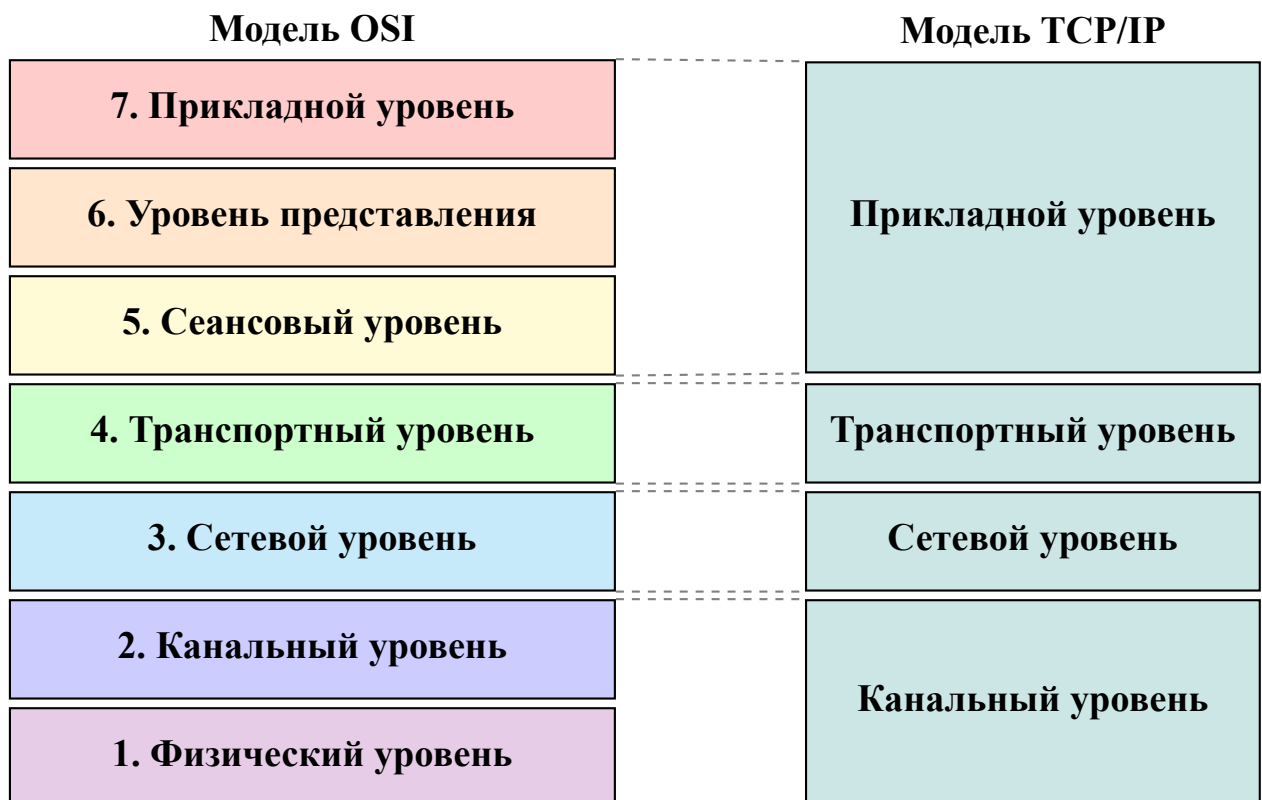 Модель OSI
Модель TCP/IP
7. Прикладной уровень
6. Уровень представления
5. Сеансовый уровень
4. Транспортный уровень
3. Сетевой уровень
2. Канальный уровень
1. Физический уровень
Прикладной уровень
Транспортный уровень
Сетевой уровень
Канальный уровень